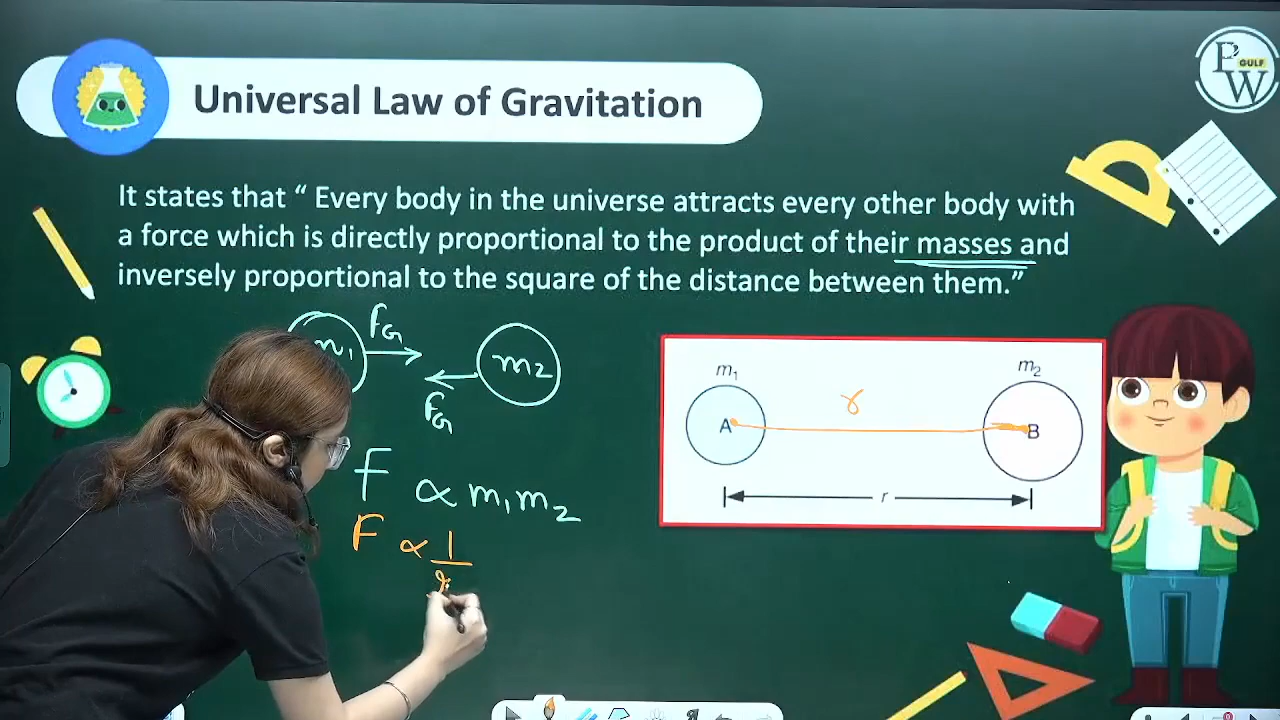 Universal Law of Gravitation
PW GULF
It states that “ Every body in the universe attracts every other body with
a force which is directly proportional to the product of their masses and
inversely proportional to the square of the distance between them.”
m₁
F_G
m₂
F_G
F ∝ m₁m₂
F ∝ 1/r
m₁
m₂
r
A
B
r